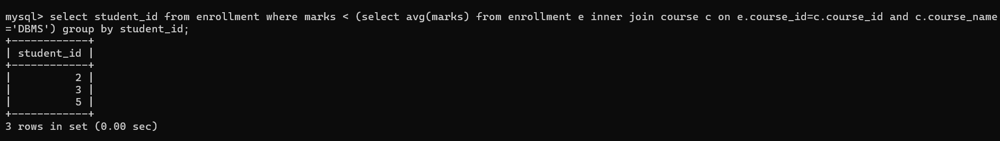 mysql> select student_id from enrollment where marks < (select avg(marks) from enrollment e inner join course c on e.course_id=c.course_id and c.course_name
='DBMS') group by student_id;
+------------+
| student_id |
+------------+
|          2 |
|          3 |
|          5 |
+------------+
3 rows in set (0.00 sec)